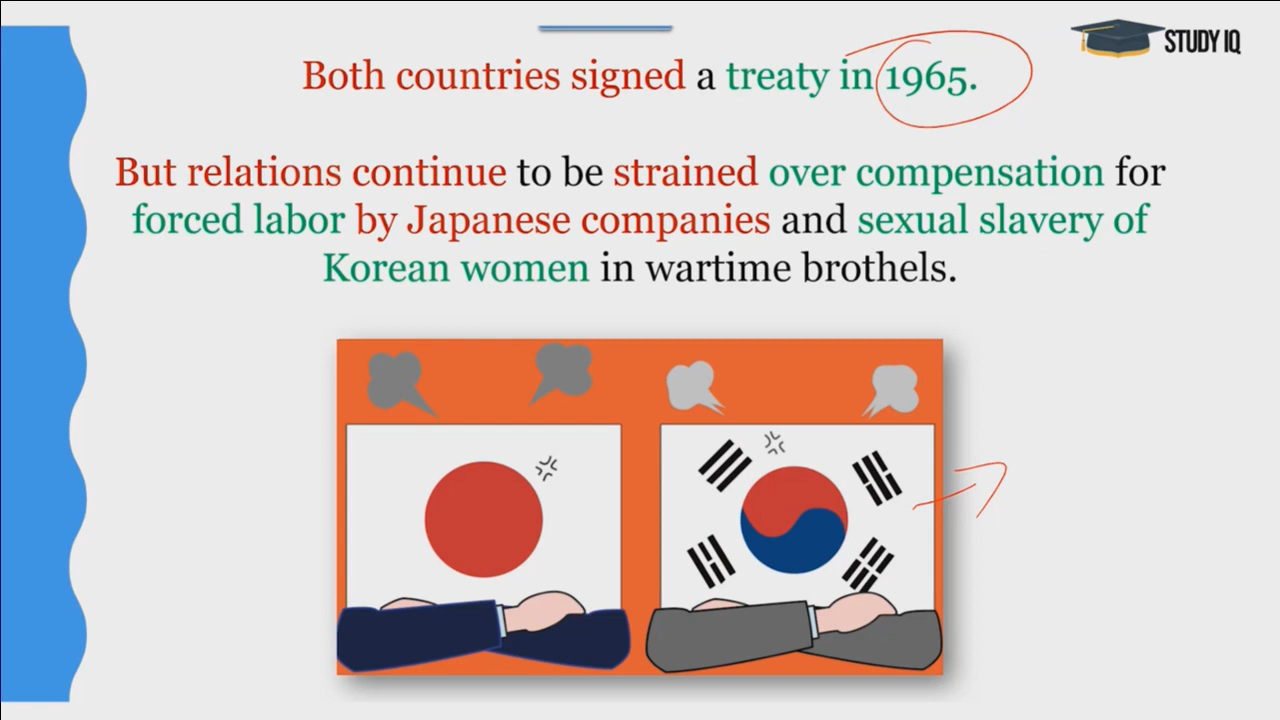 STUDY IQ
Both countries signed a treaty in 1965.
But relations continue to be strained over compensation for
forced labor by Japanese companies and sexual slavery of
Korean women in wartime brothels.